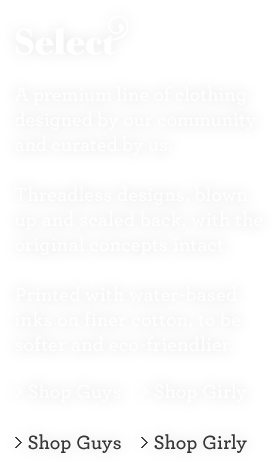 Select
A premium line of clothing
designed by our community
and curated by us.
Threadless designs, blown
up and scaled back, with the
original concepts intact.
Printed with water-based
inks on finer cotton to be
softer and eco-friendlier.
> Shop Guys > Shop Girly
> Shop Guys > Shop Girly